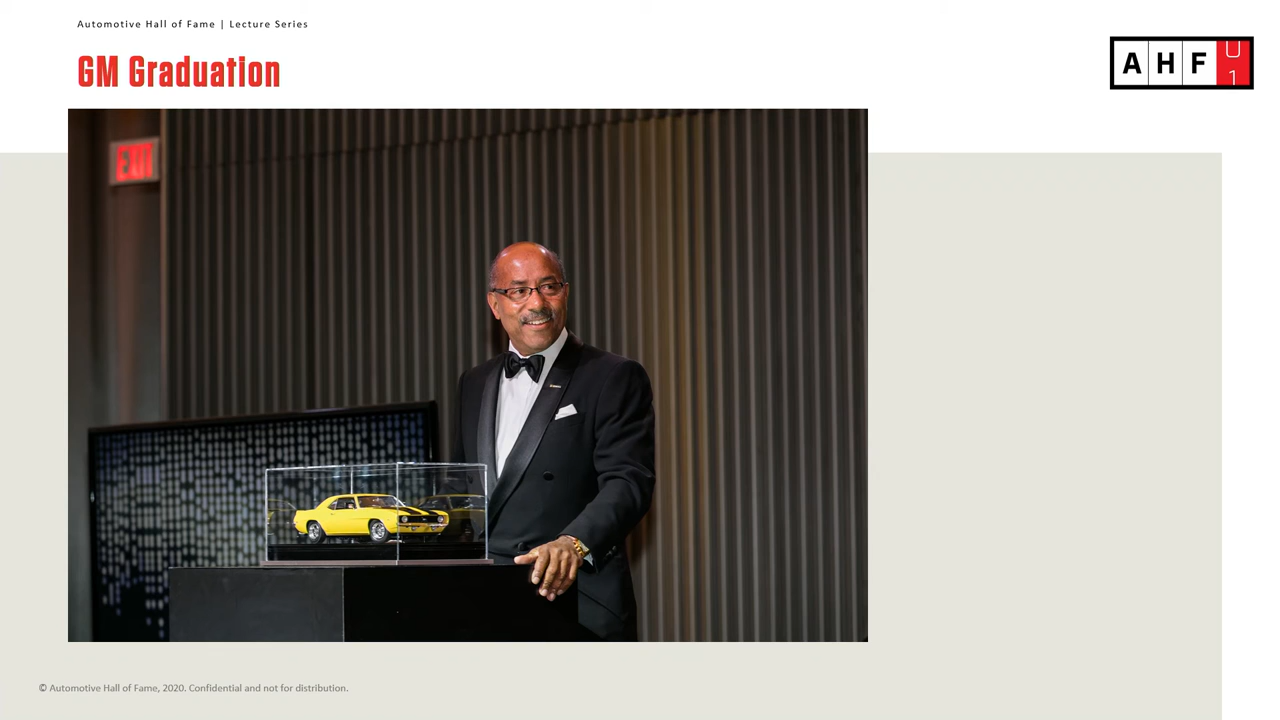 Automotive Hall of Fame | Lecture Series
GM Graduation
AHF
U
1
EXIT
© Automotive Hall of Fame, 2020. Confidential and not for distribution.